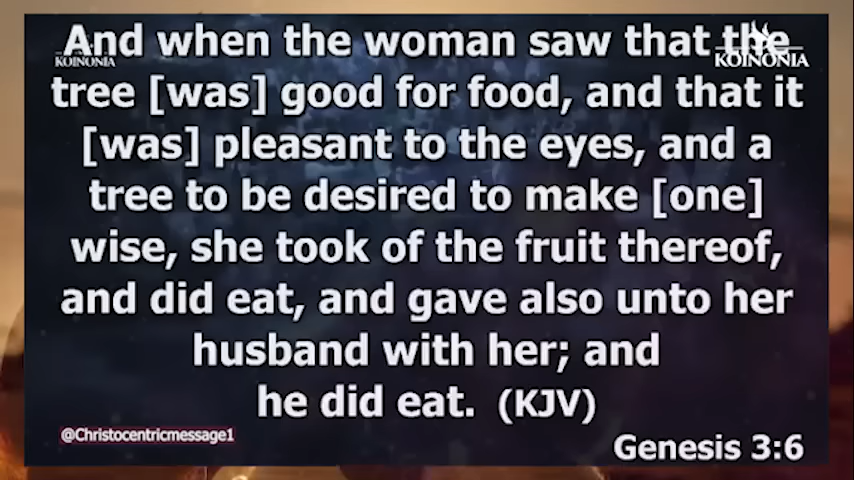 And when the woman saw that the
KOINONIA
KOINONIA
tree [was] good for food, and that it
[was] pleasant to the eyes, and a
tree to be desired to make [one]
wise, she took of the fruit thereof,
and did eat, and gave also unto her
husband with her; and
he did eat. (KJV)
@Christocentricmessage1
Genesis 3:6